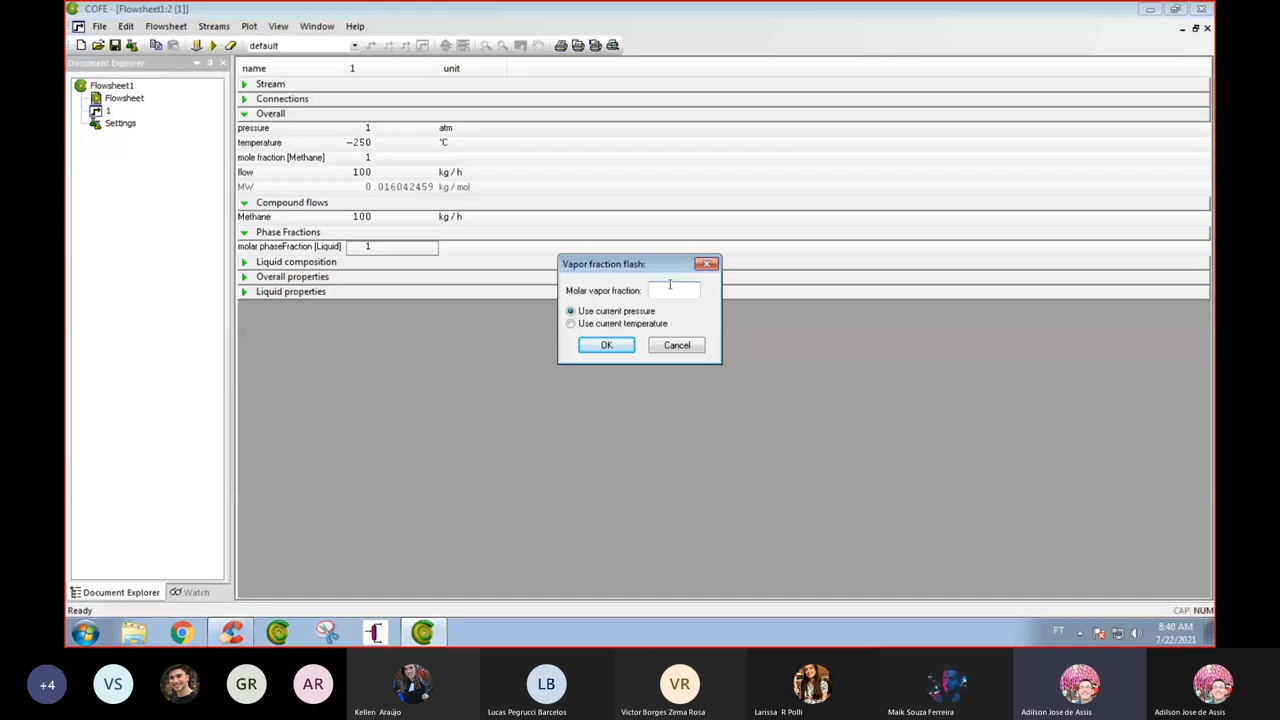 COFE - [Flowsheet1:2 [1]]
File Edit Flowsheet Streams Plot View Window Help
default
Document Explorer
Flowsheet1
Flowsheet
1
Settings
name 1 unit
Stream
Connections
Overall
pressure 1 atm
temperature -250 °C
mole fraction [Methane] 1
flow 100 kg / h
MW 0.016042459 kg / mol
Compound flows
Methane 100 kg / h
Phase Fractions
molar phaseFraction [Liquid] 1
Liquid composition
Overall properties
Liquid properties
Vapor fraction flash:
Molar vapor fraction:
Use current pressure
Use current temperature
OK Cancel
Document Explorer Watch
Ready CAP NUM
PT 8:40 AM
7/22/2021
+4 VS GR AR LB VR
Kellen Araújo Lucas Pegrucci Barcelos Victor Borges Zema Rosa Larissa R Polli Maik Souza Ferreira Adilson Jose de Assis Adilson Jose de Assis